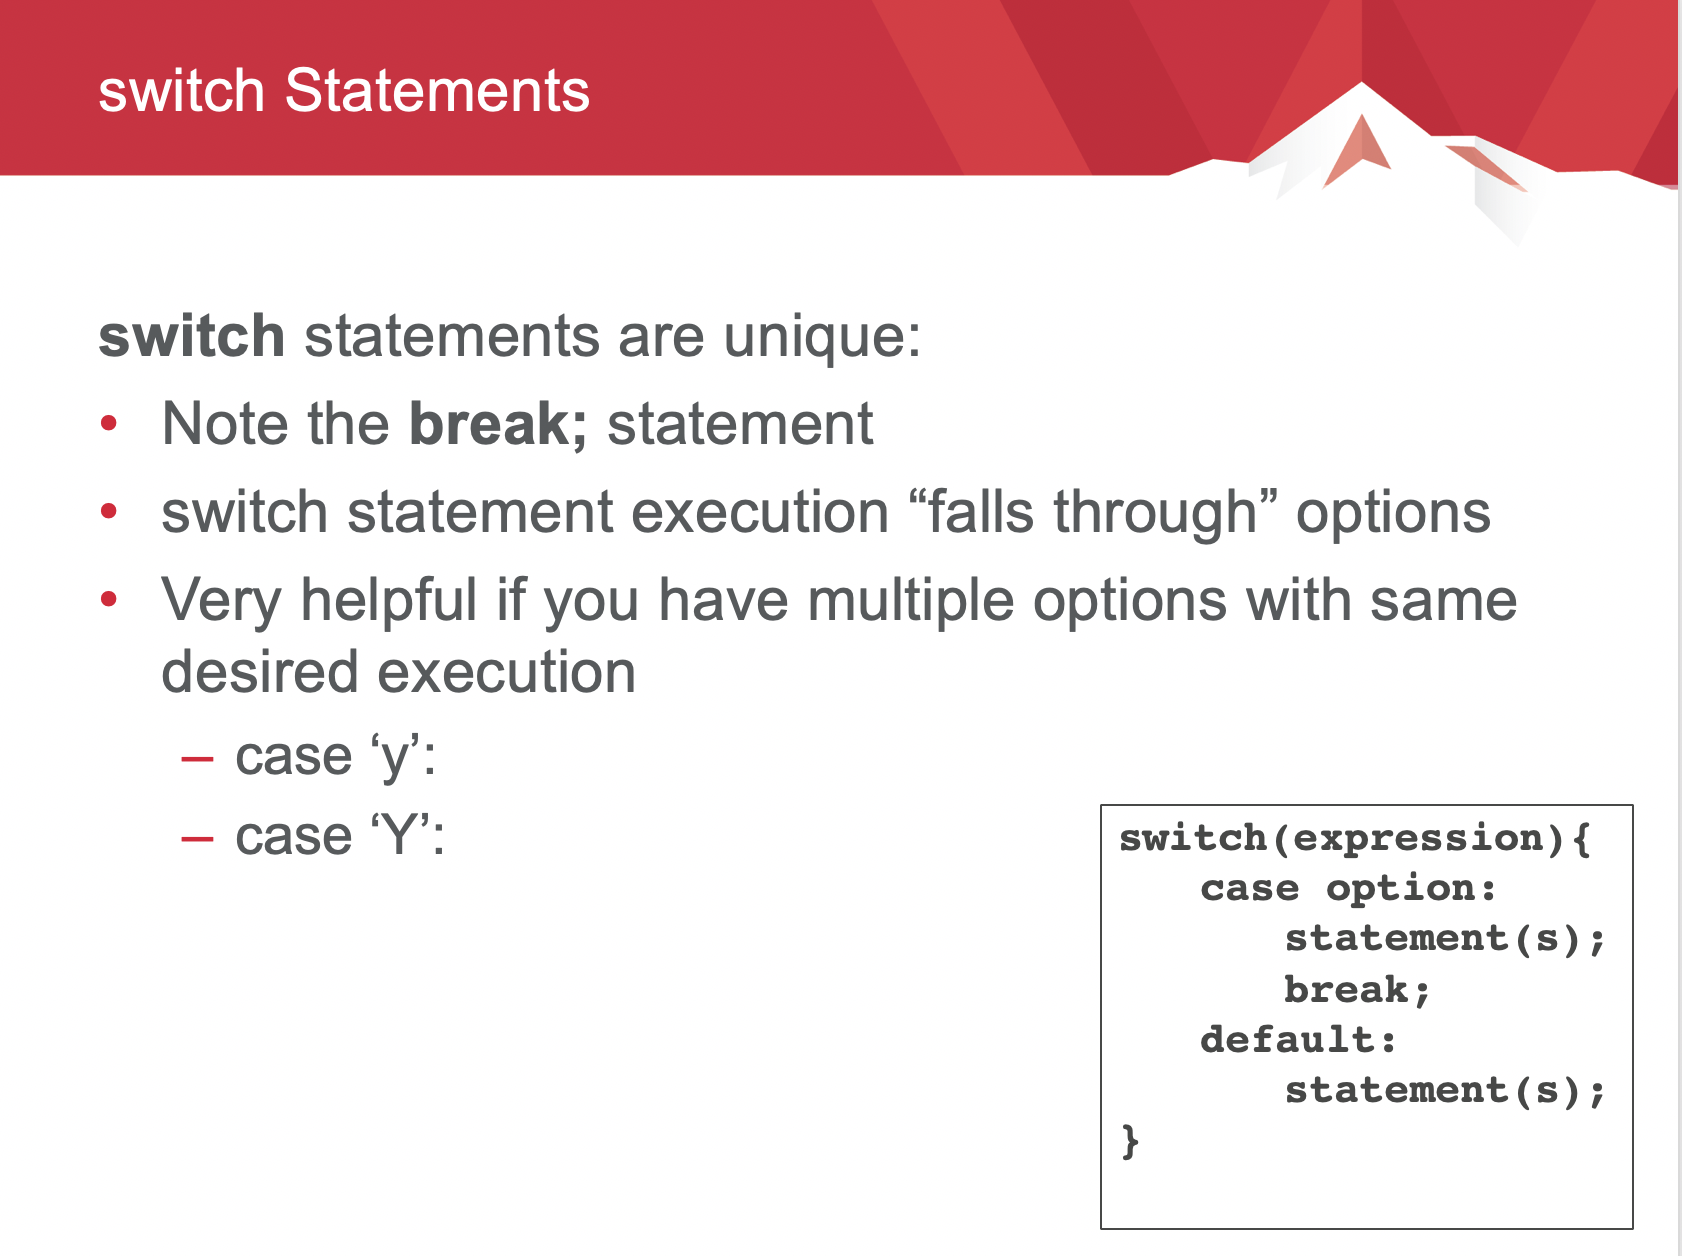 switch Statements
switch statements are unique:
• Note the break; statement
• switch statement execution “falls through” options
• Very helpful if you have multiple options with same
desired execution
– case ‘y’:
– case ‘Y’:
switch(expression){
case option:
statement(s);
break;
default:
statement(s);
}